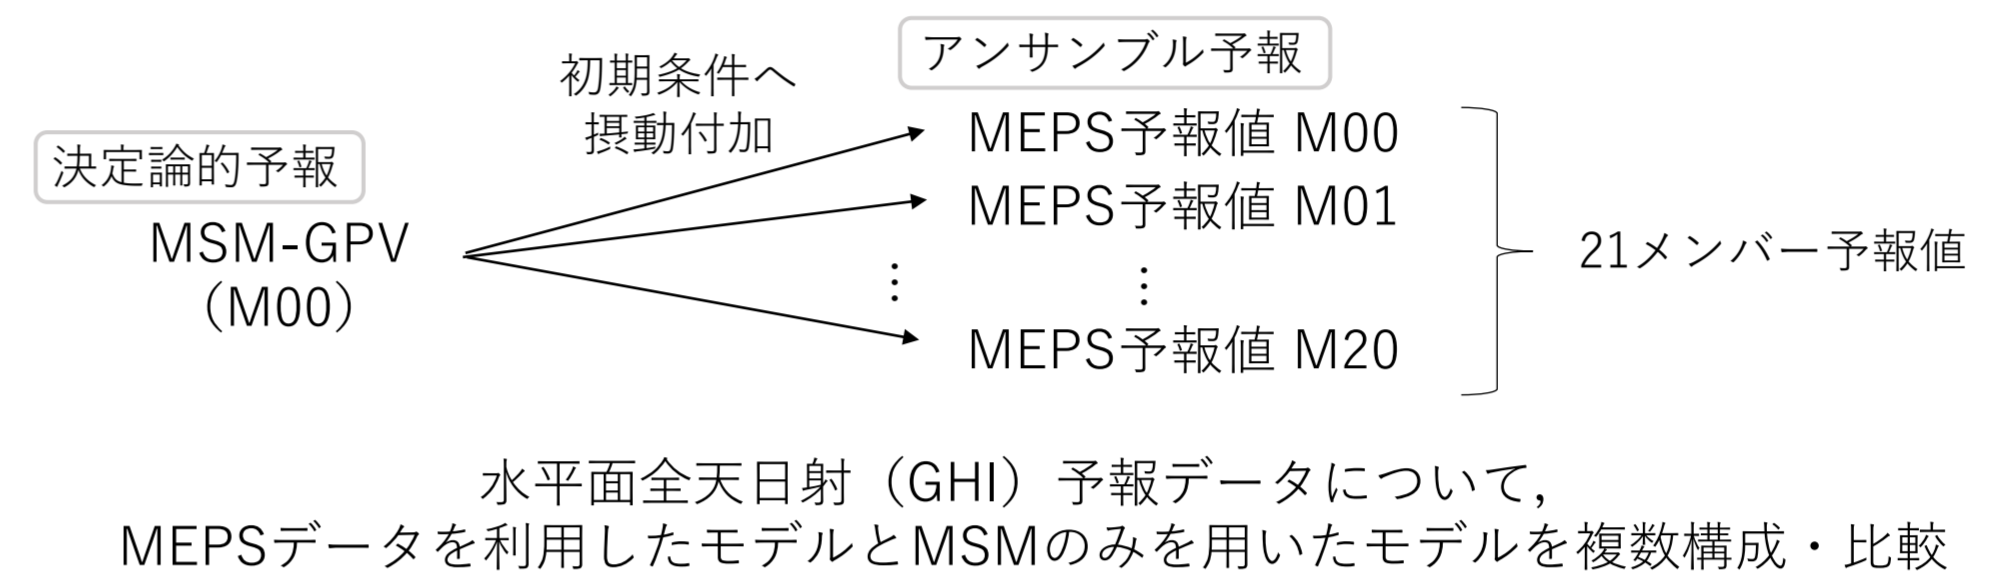 決定論的予報
MSM-GPV
（M00）
初期条件へ
摂動付加
アンサンブル予報
MEPS予報値 M00
MEPS予報値 M01
⋮ ⋮
MEPS予報値 M20
21メンバー予報値
水平面全天日射（GHI）予報データについて,
MEPSデータを利用したモデルとMSMのみを用いたモデルを複数構成・比較